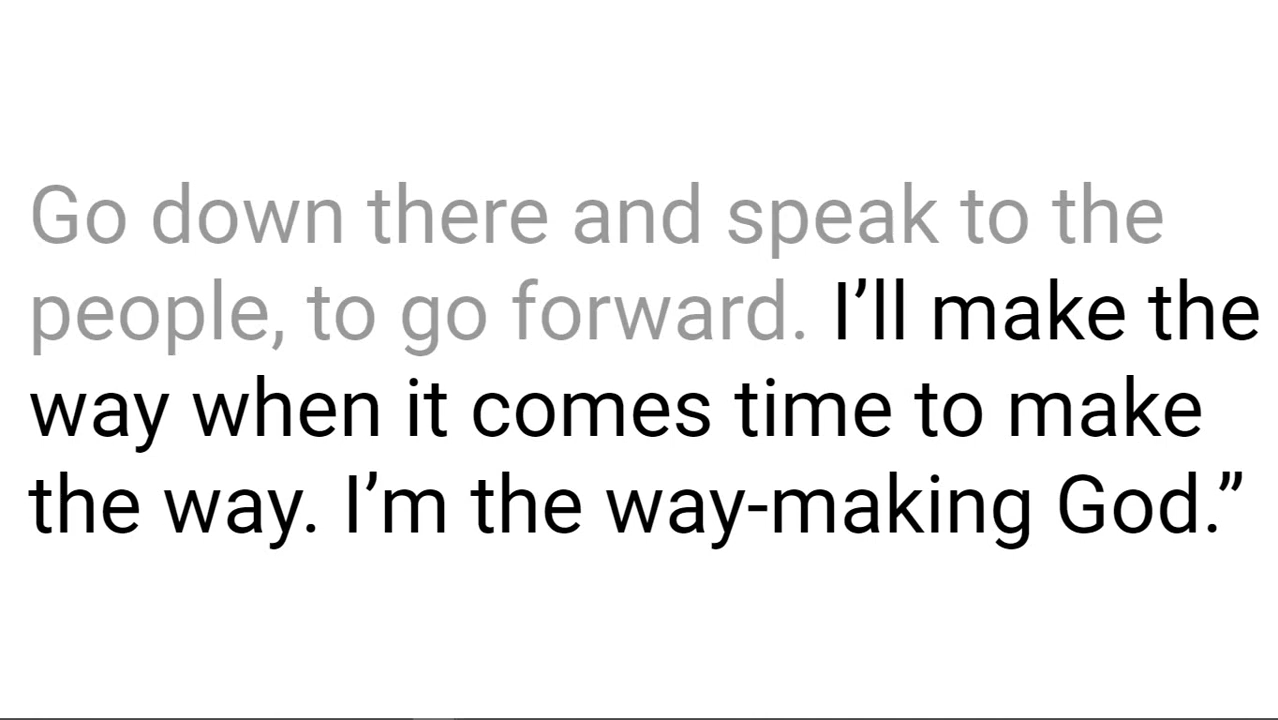 Go down there and speak to the
people, to go forward. I’ll make the
way when it comes time to make
the way. I’m the way-making God.”